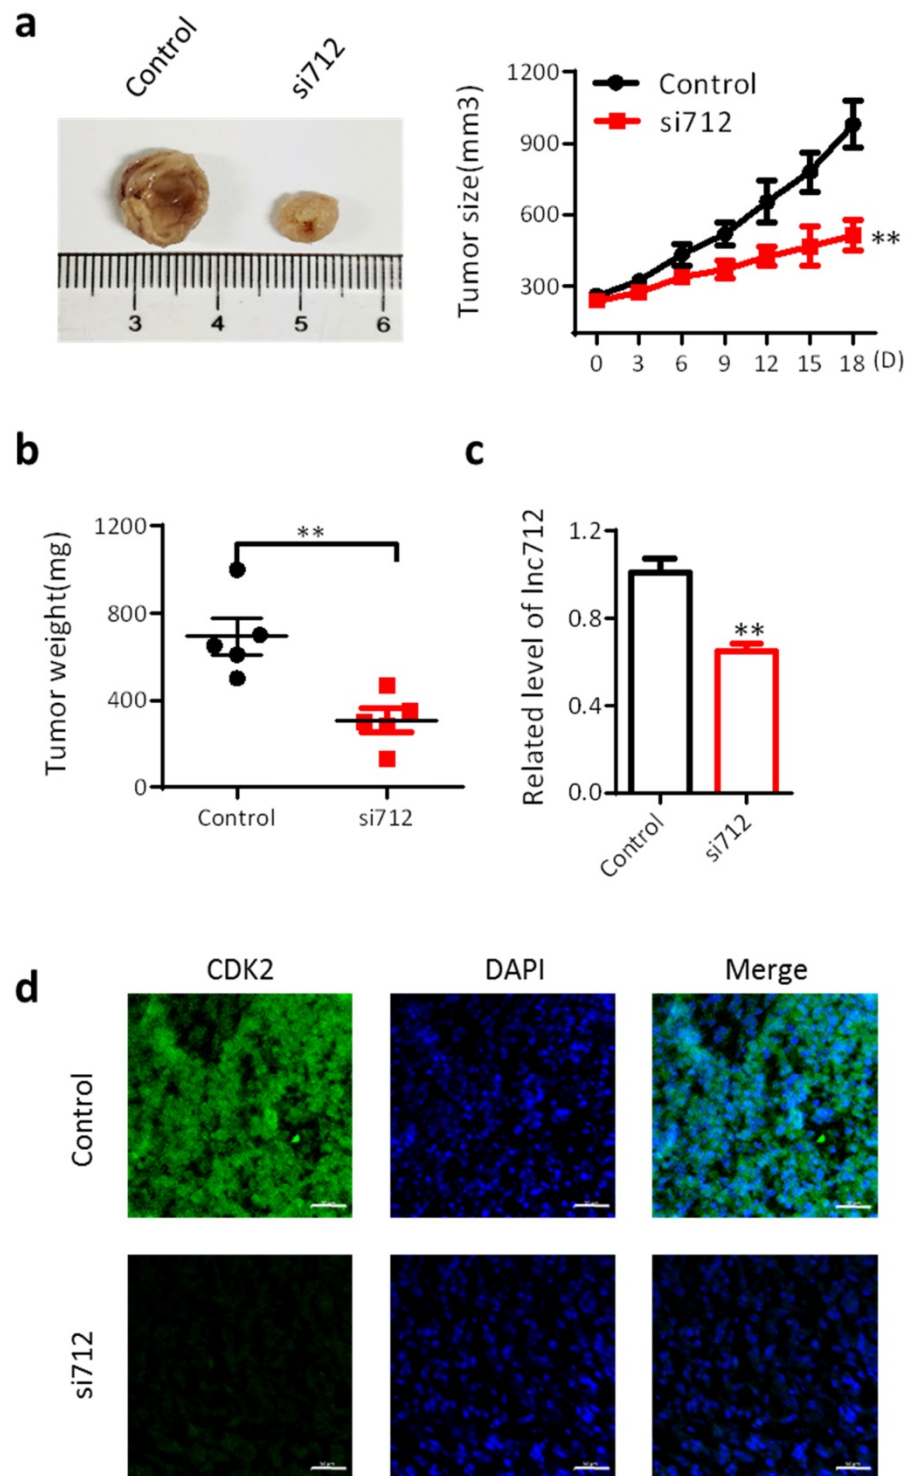 a
Control
si712
3 4 5 6
Tumor size(mm3)
1200
900
600
300
Control
si712
**
0 3 6 9 12 15 18 (D)
b
Tumor weight(mg)
1200
800
400
0
**
Control si712
c
Related level of lnc712
1.2
0.8
0.4
0.0
**
Control
si712
d
CDK2 DAPI Merge
Control
si712